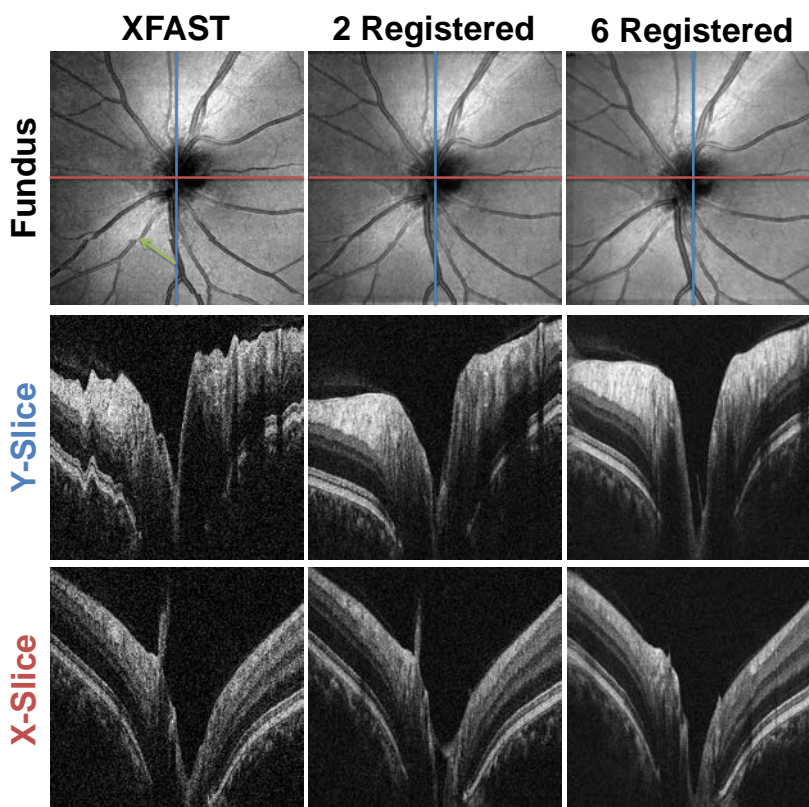 XFAST
2 Registered
6 Registered
Fundus
Y-Slice
X-Slice